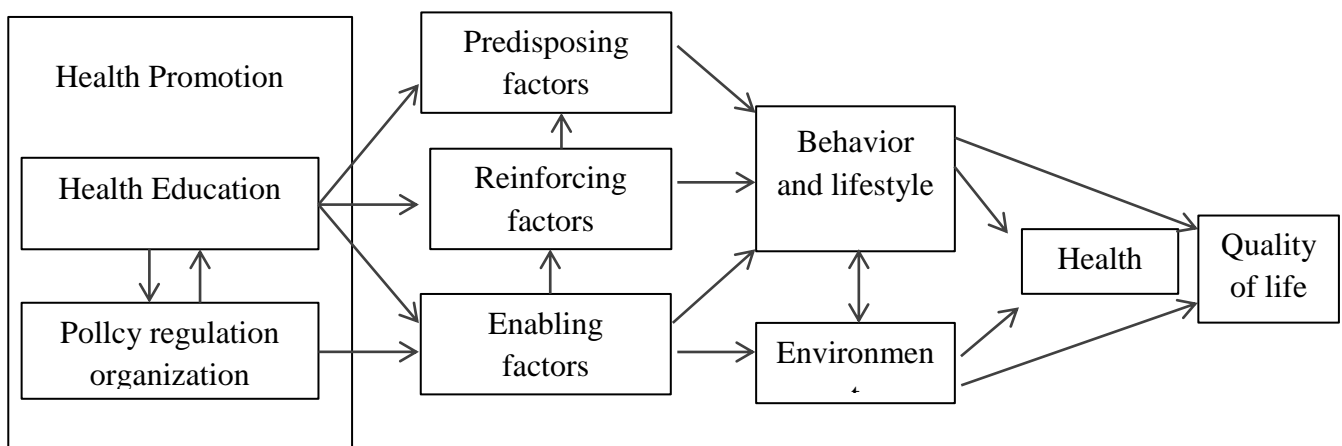 Health Promotion
Health Education
Pollcy regulation
organization
Predisposing
factors
Reinforcing
factors
Enabling
factors
Behavior
and lifestyle
Environmen
Health
Quality
of life